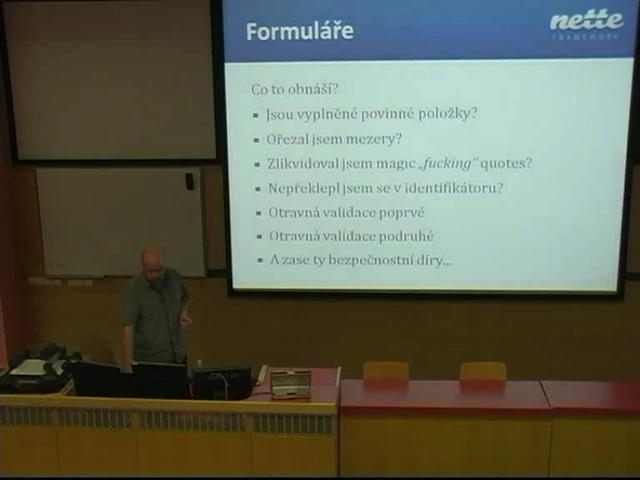 Formuláře
nette
FRAMEWORK
Co to obnáší?
Jsou vyplněné povinné položky?
Ořezal jsem mezery?
Zlikvidoval jsem magic „fucking“ quotes?
Nepřeklepl jsem se v identifikátoru?
Otravná validace poprvé
Otravná validace podruhé
A zase ty bezpečnostní díry...